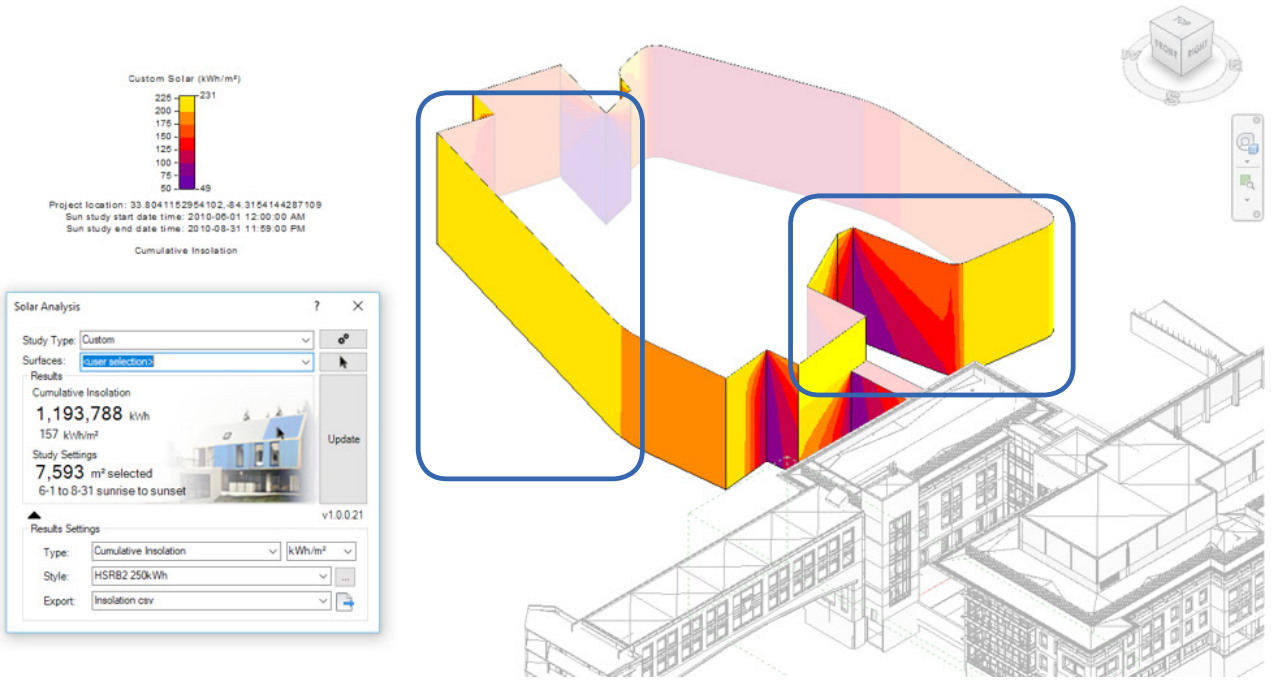 Custom Solar (kWh/m²)
225 231
200
175
150
125
100
75
50 49
Project location: 33.8041152954102,-84.3154144287109
Sun study start date time: 2010-06-01 12:00:00 AM
Sun study end date time: 2010-08-31 11:59:00 PM
Cumulative Insolation
Solar Analysis
Study Type: Custom
Surfaces: <user selection>
Results
Cumulative Insolation
1,193,788 kWh
157 kWh/m²
Study Settings
7,593 m² selected
6-1 to 8-31 sunrise to sunset
Update
v1.0.0.21
Results Settings
Type: Cumulative Insolation kWh/m²
Style: HSRB2 250kWh ...
Export: Insolation csv
TOP
FRONT RIGHT
W
E
S